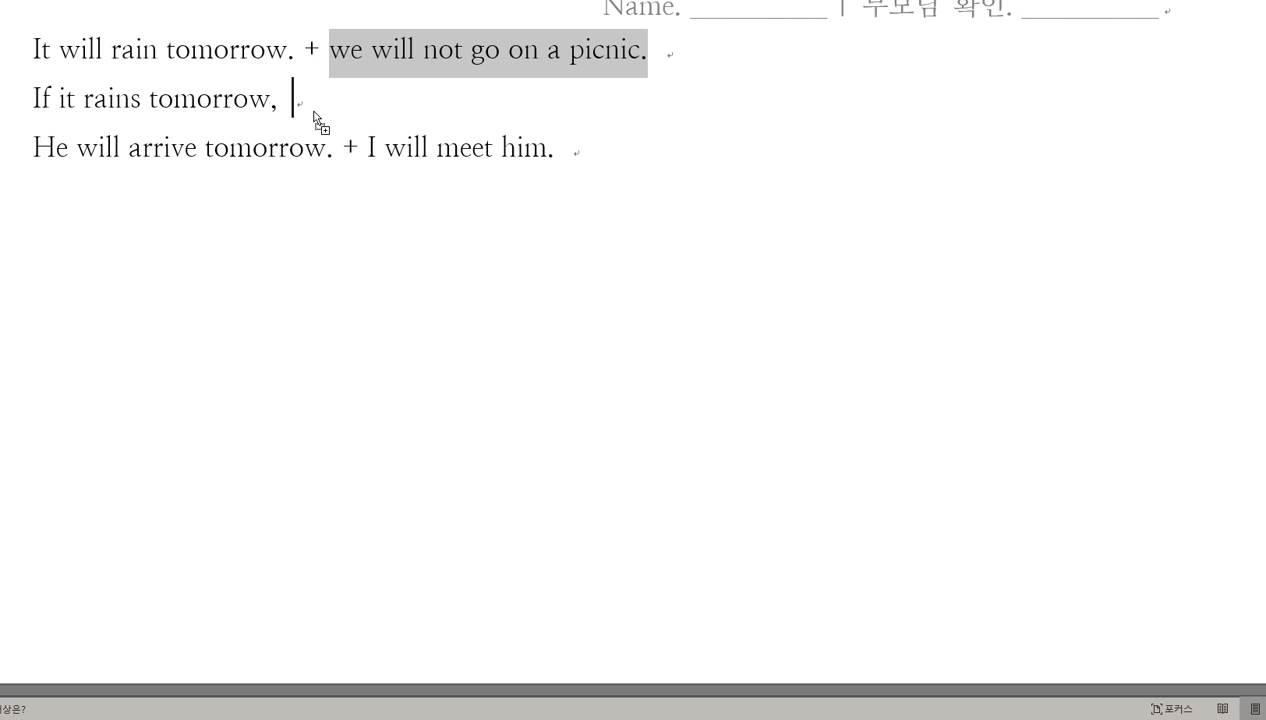 Name. __________ | 부모님 확인. __________
It will rain tomorrow. + we will not go on a picnic.
If it rains tomorrow,
He will arrive tomorrow. + I will meet him.
포커스